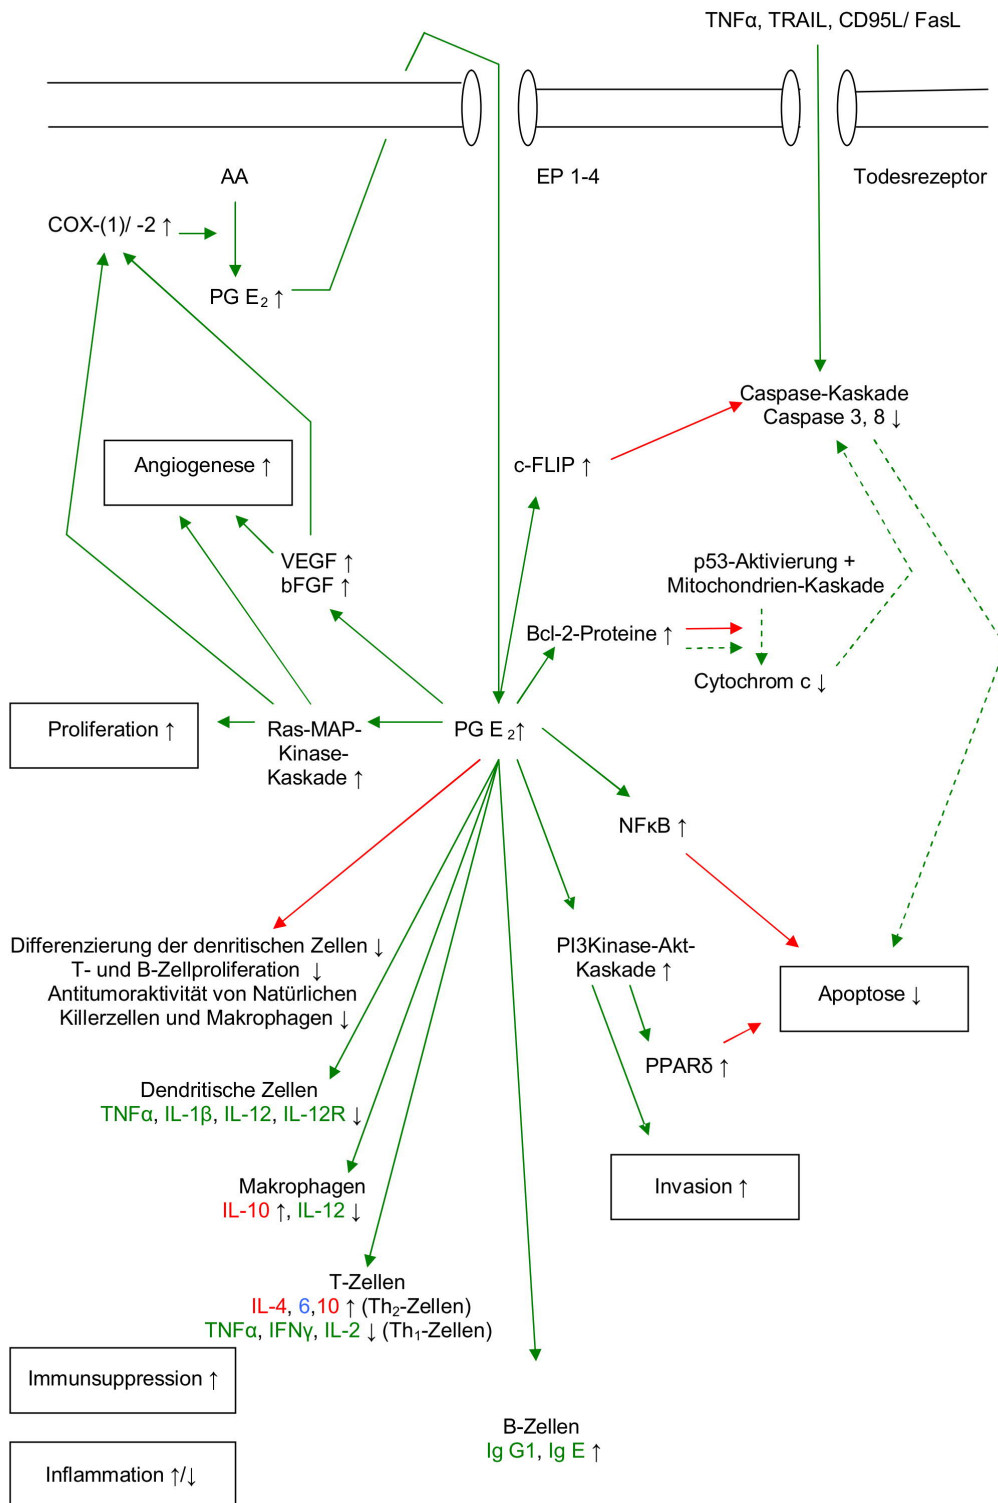 TNFα, TRAIL, CD95L/ FasL
EP 1-4
Todesrezeptor
AA
COX-(1)/ -2 ↑
PG E₂ ↑
Caspase-Kaskade
Caspase 3, 8 ↓
Angiogenese ↑
c-FLIP ↑
VEGF ↑
bFGF ↑
p53-Aktivierung +
Mitochondrien-Kaskade
Bcl-2-Proteine ↑
Cytochrom c ↓
Proliferation ↑
Ras-MAP-
Kinase-
Kaskade ↑
PG E ₂↑
NFκB ↑
Differenzierung der denritischen Zellen ↓
T- und B-Zellproliferation ↓
Antitumoraktivität von Natürlichen
Killerzellen und Makrophagen ↓
PI3Kinase-Akt-
Kaskade ↑
Apoptose ↓
PPARδ ↑
Dendritische Zellen
TNFα, IL-1β, IL-12, IL-12R ↓
Makrophagen
IL-10 ↑, IL-12 ↓
Invasion ↑
T-Zellen
IL-4, 6,10 ↑ (Th₂-Zellen)
TNFα, IFNγ, IL-2 ↓ (Th₁-Zellen)
Immunsuppression ↑
B-Zellen
Ig G1, Ig E ↑
Inflammation ↑/↓